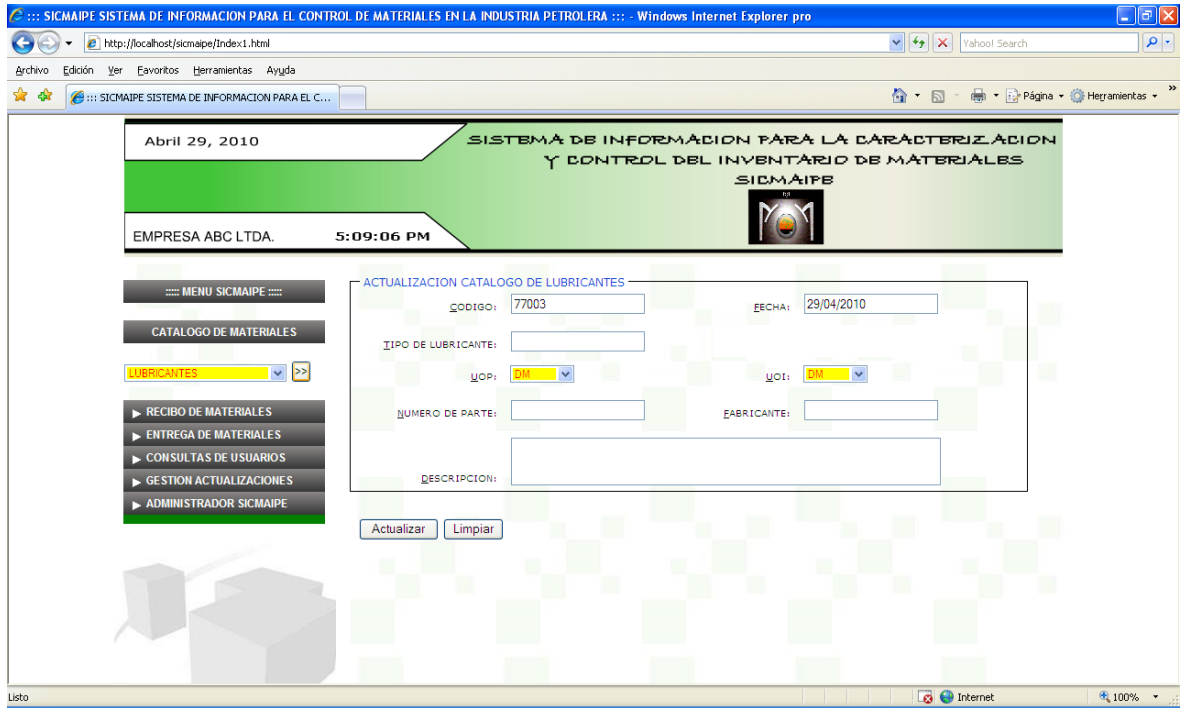 ::: SICMAIPE SISTEMA DE INFORMACION PARA EL CONTROL DE MATERIALES EN LA INDUSTRIA PETROLERA ::: - Windows Internet Explorer pro
http://localhost/sicmaipe/Index1.html
Yahoo! Search
Archivo Edición Ver Favoritos Herramientas Ayuda
::: SICMAIPE SISTEMA DE INFORMACION PARA EL C...
Página Herramientas
Abril 29, 2010
SISTEMA DE INFORMACION PARA LA CARACTERIZACION
Y CONTROL DEL INVENTARIO DE MATERIALES
SICMAIPE
EMPRESA ABC LTDA. 5:09:06 PM
::::: MENU SICMAIPE :::::
CATALOGO DE MATERIALES
LUBRICANTES >>
RECIBO DE MATERIALES
ENTREGA DE MATERIALES
CONSULTAS DE USUARIOS
GESTION ACTUALIZACIONES
ADMINISTRADOR SICMAIPE
ACTUALIZACION CATALOGO DE LUBRICANTES
CODIGO: 77003 FECHA: 29/04/2010
TIPO DE LUBRICANTE:
UOP: DM UOI: DM
NUMERO DE PARTE: FABRICANTE:
DESCRIPCION:
Actualizar Limpiar
Listo Internet 100%